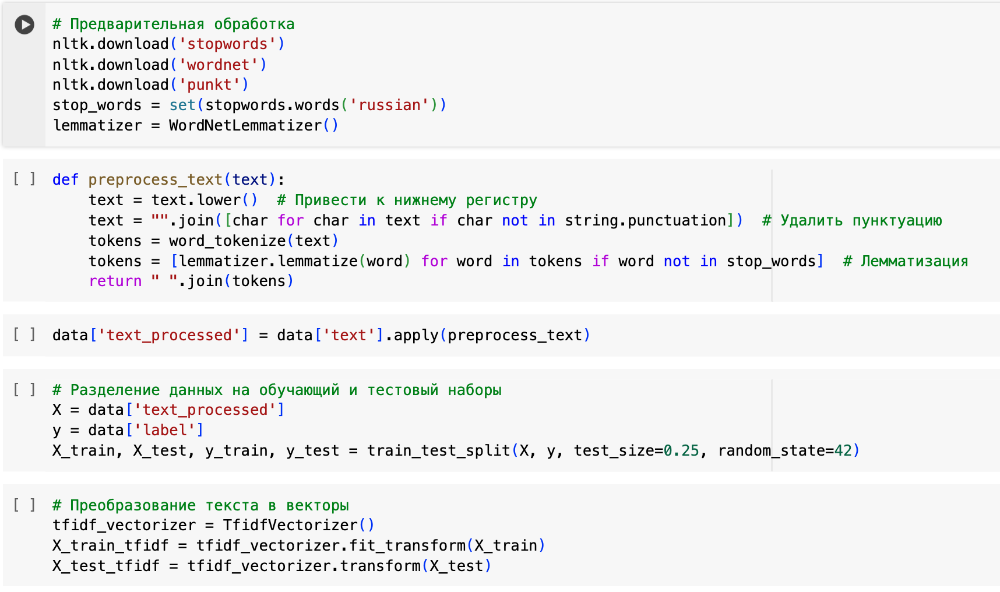 # Предварительная обработка
nltk.download('stopwords')
nltk.download('wordnet')
nltk.download('punkt')
stop_words = set(stopwords.words('russian'))
lemmatizer = WordNetLemmatizer()
[ ] def preprocess_text(text):
    text = text.lower()  # Привести к нижнему регистру
    text = "".join([char for char in text if char not in string.punctuation])  # Удалить пунктуацию
    tokens = word_tokenize(text)
    tokens = [lemmatizer.lemmatize(word) for word in tokens if word not in stop_words]  # Лемматизация
    return " ".join(tokens)
[ ] data['text_processed'] = data['text'].apply(preprocess_text)
[ ] # Разделение данных на обучающий и тестовый наборы
X = data['text_processed']
y = data['label']
X_train, X_test, y_train, y_test = train_test_split(X, y, test_size=0.25, random_state=42)
[ ] # Преобразование текста в векторы
tfidf_vectorizer = TfidfVectorizer()
X_train_tfidf = tfidf_vectorizer.fit_transform(X_train)
X_test_tfidf = tfidf_vectorizer.transform(X_test)